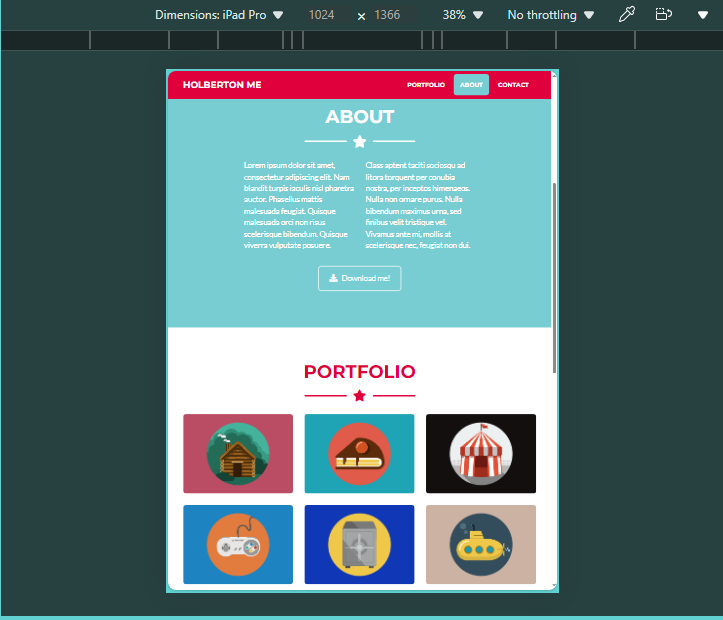 Dimensions: iPad Pro 1024 × 1366 38% No throttling
HOLBERTON ME PORTFOLIO ABOUT CONTACT
ABOUT
Lorem ipsum dolor sit amet,
consectetur adipiscing elit. Nam
blandit turpis iaculis nisl pharetra
auctor. Phasellus mattis
malesuada feugiat. Quisque
malesuada orci non risus
scelerisque bibendum. Quisque
viverra vulputate posuere.
Class aptent taciti sociosqu ad
litora torquent per conubia
nostra, per inceptos himenaeos.
Nulla non ornare purus. Nulla
bibendum maximus urna, sed
finibus velit tristique vel.
Vivamus ante mi, mollis at
scelerisque nec, feugiat non dui.
Download me!
PORTFOLIO